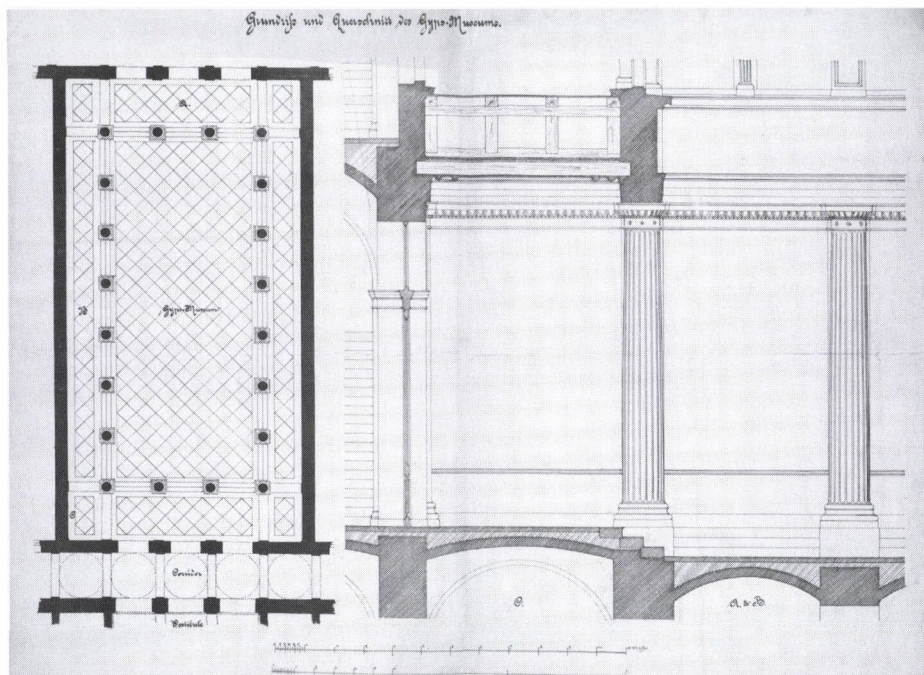 Grundriß und Querschnitt des Gyps-Museums.
A.
B
Gyps-Museum
C
Corridor
Vestibule
C.
A & B.